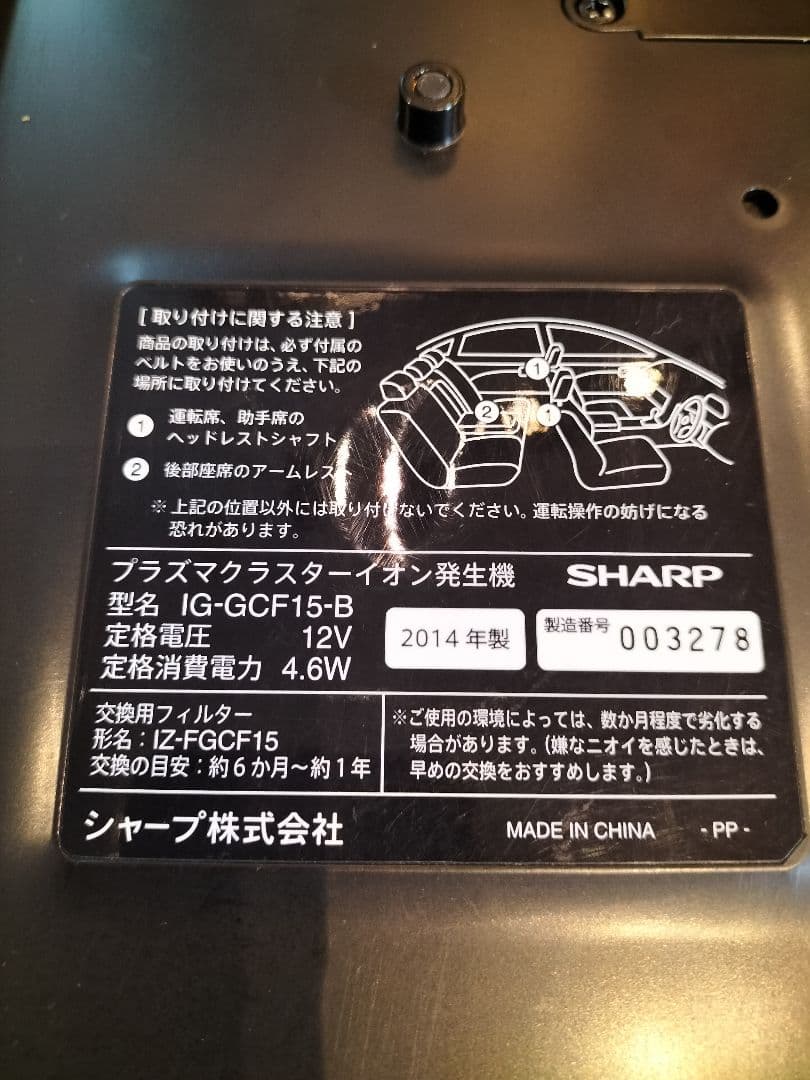 [取り付けに関する注意]
商品の取り付けは、必ず付属の
ベルトをお使いのうえ、下記の
場所に取り付けてください。
① 運転席、助手席の
ヘッドレストシャフト
② 後部座席のアームレスト
※上記の位置以外には取り付けないでください。運転操作の妨げになる
恐れがあります。
① ② ①
プラズマクラスターイオン発生機 SHARP
型名 IG-GCF15-B
定格電圧 12V
定格消費電力 4.6W
2014年製
製造番号 003278
交換用フィルター
形名:IZ-FGCF15
交換の目安:約6か月〜約1年
※ご使用の環境によっては、数か月程度で劣化する
場合があります。(嫌なニオイを感じたときは、
早めの交換をおすすめします。)
シャープ株式会社 MADE IN CHINA -PP-